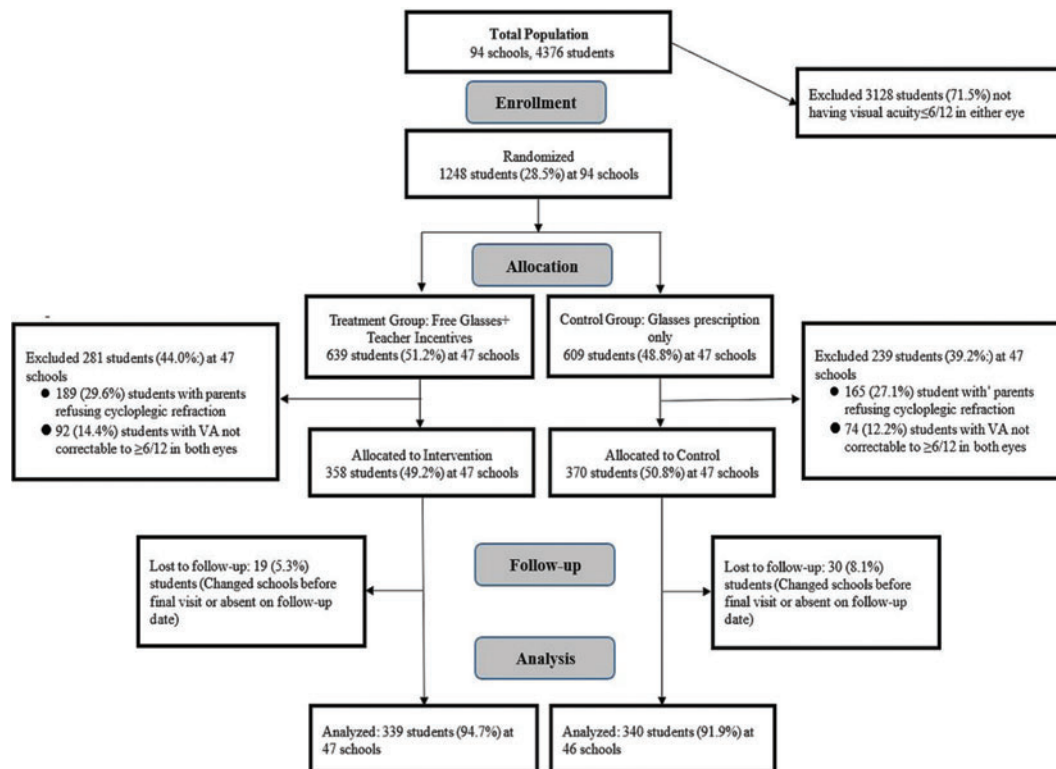 Total Population
94 schools, 4376 students
Excluded 3128 students (71.5%) not
having visual acuity≤6/12 in either eye
Enrollment
Randomized
1248 students (28.5%) at 94 schools
Allocation
Treatment Group: Free Glasses+
Teacher Incentives
639 students (51.2%) at 47 schools
Control Group: Glasses prescription
only
609 students (48.8%) at 47 schools
Excluded 281 students (44.0%:) at 47
schools
● 189 (29.6%) students with parents
refusing cycloplegic refraction
● 92 (14.4%) students with VA not
correctable to ≥6/12 in both eyes
Excluded 239 students (39.2%:) at 47
schools
● 165 (27.1%) student with' parents
refusing cycloplegic refraction
● 74 (12.2%) students with VA not
correctable to ≥6/12 in both eyes
Allocated to Intervention
358 students (49.2%) at 47 schools
Allocated to Control
370 students (50.8%) at 47 schools
Lost to follow-up: 19 (5.3%)
students (Changed schools before
final visit or absent on follow-up
date)
Follow-up
Lost to follow-up: 30 (8.1%)
students (Changed schools before
final visit or absent on follow-up
date)
Analysis
Analyzed: 339 students (94.7%) at
47 schools
Analyzed: 340 students (91.9%) at
46 schools